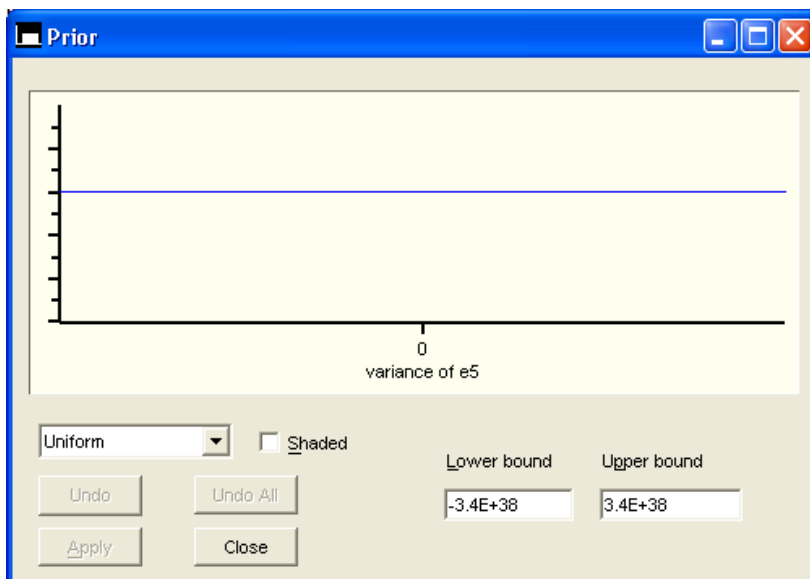 Prior
0
variance of e5
Uniform
Shaded
Lower bound
Upper bound
Undo
Undo All
-3.4E+38
3.4E+38
Apply
Close